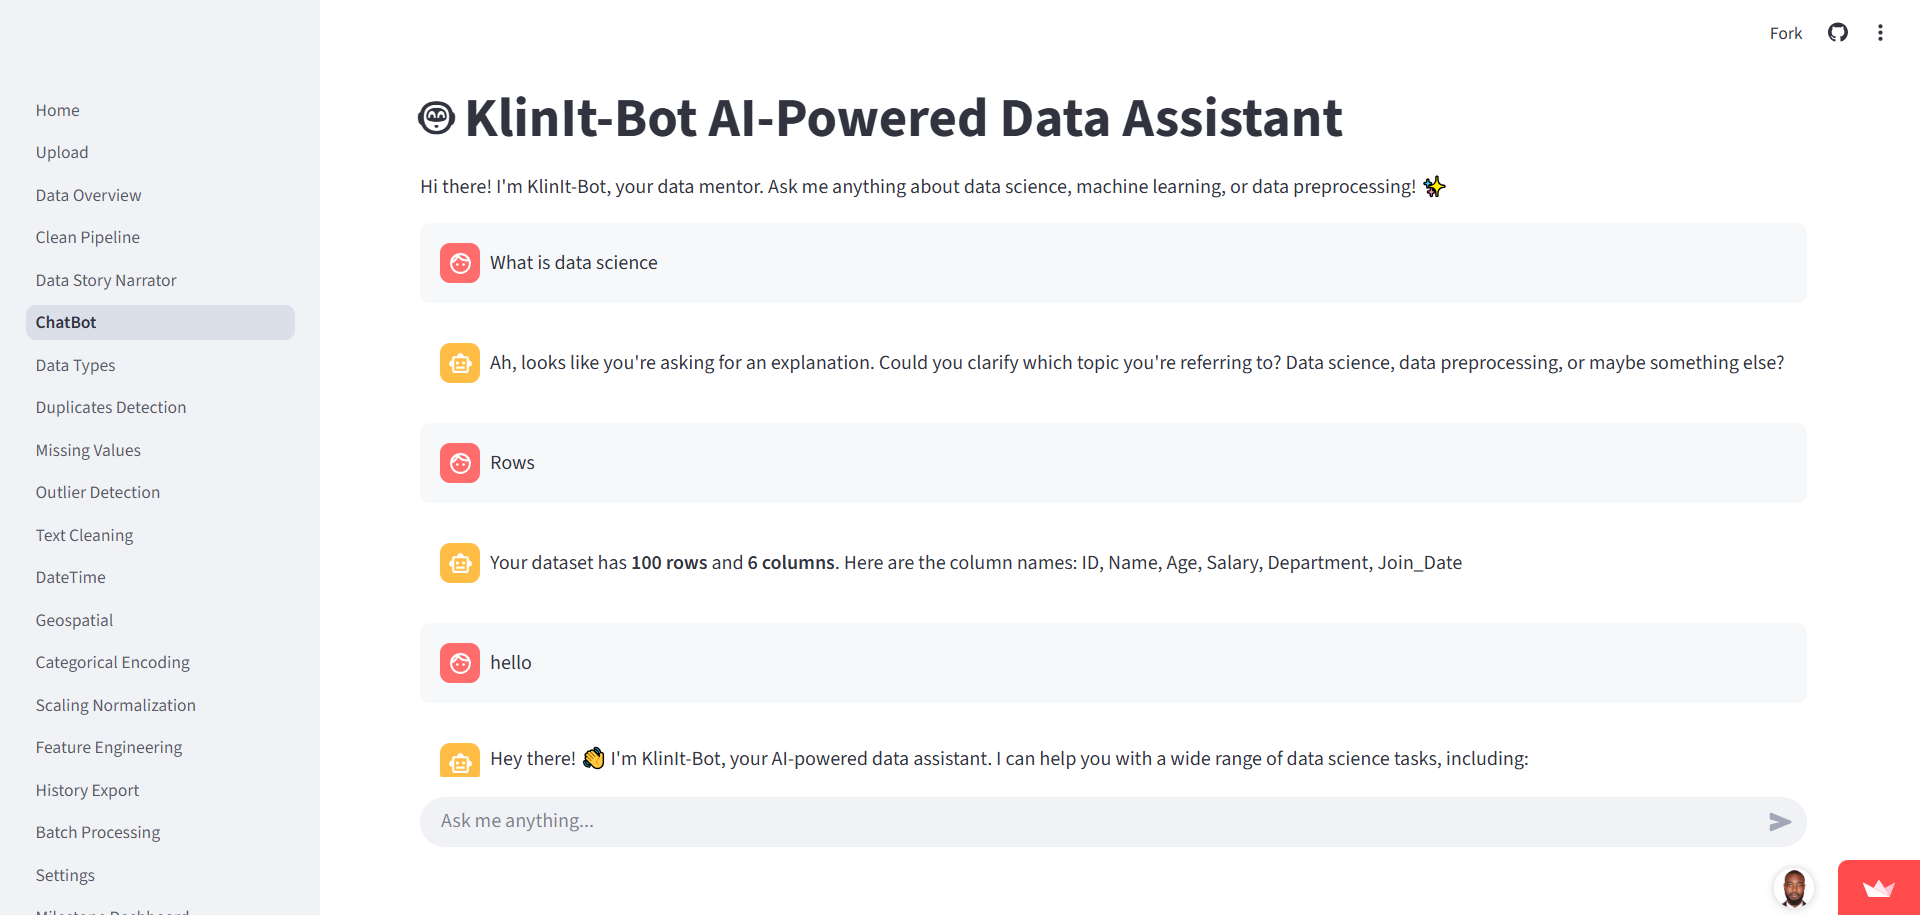 Fork
Home
Upload
Data Overview
Clean Pipeline
Data Story Narrator
ChatBot
Data Types
Duplicates Detection
Missing Values
Outlier Detection
Text Cleaning
DateTime
Geospatial
Categorical Encoding
Scaling Normalization
Feature Engineering
History Export
Batch Processing
Settings
KlinIt-Bot AI-Powered Data Assistant
Hi there! I'm KlinIt-Bot, your data mentor. Ask me anything about data science, machine learning, or data preprocessing! ✨
What is data science
Ah, looks like you're asking for an explanation. Could you clarify which topic you're referring to? Data science, data preprocessing, or maybe something else?
Rows
Your dataset has 100 rows and 6 columns. Here are the column names: ID, Name, Age, Salary, Department, Join_Date
hello
Hey there! 👋 I'm KlinIt-Bot, your AI-powered data assistant. I can help you with a wide range of data science tasks, including:
Ask me anything...